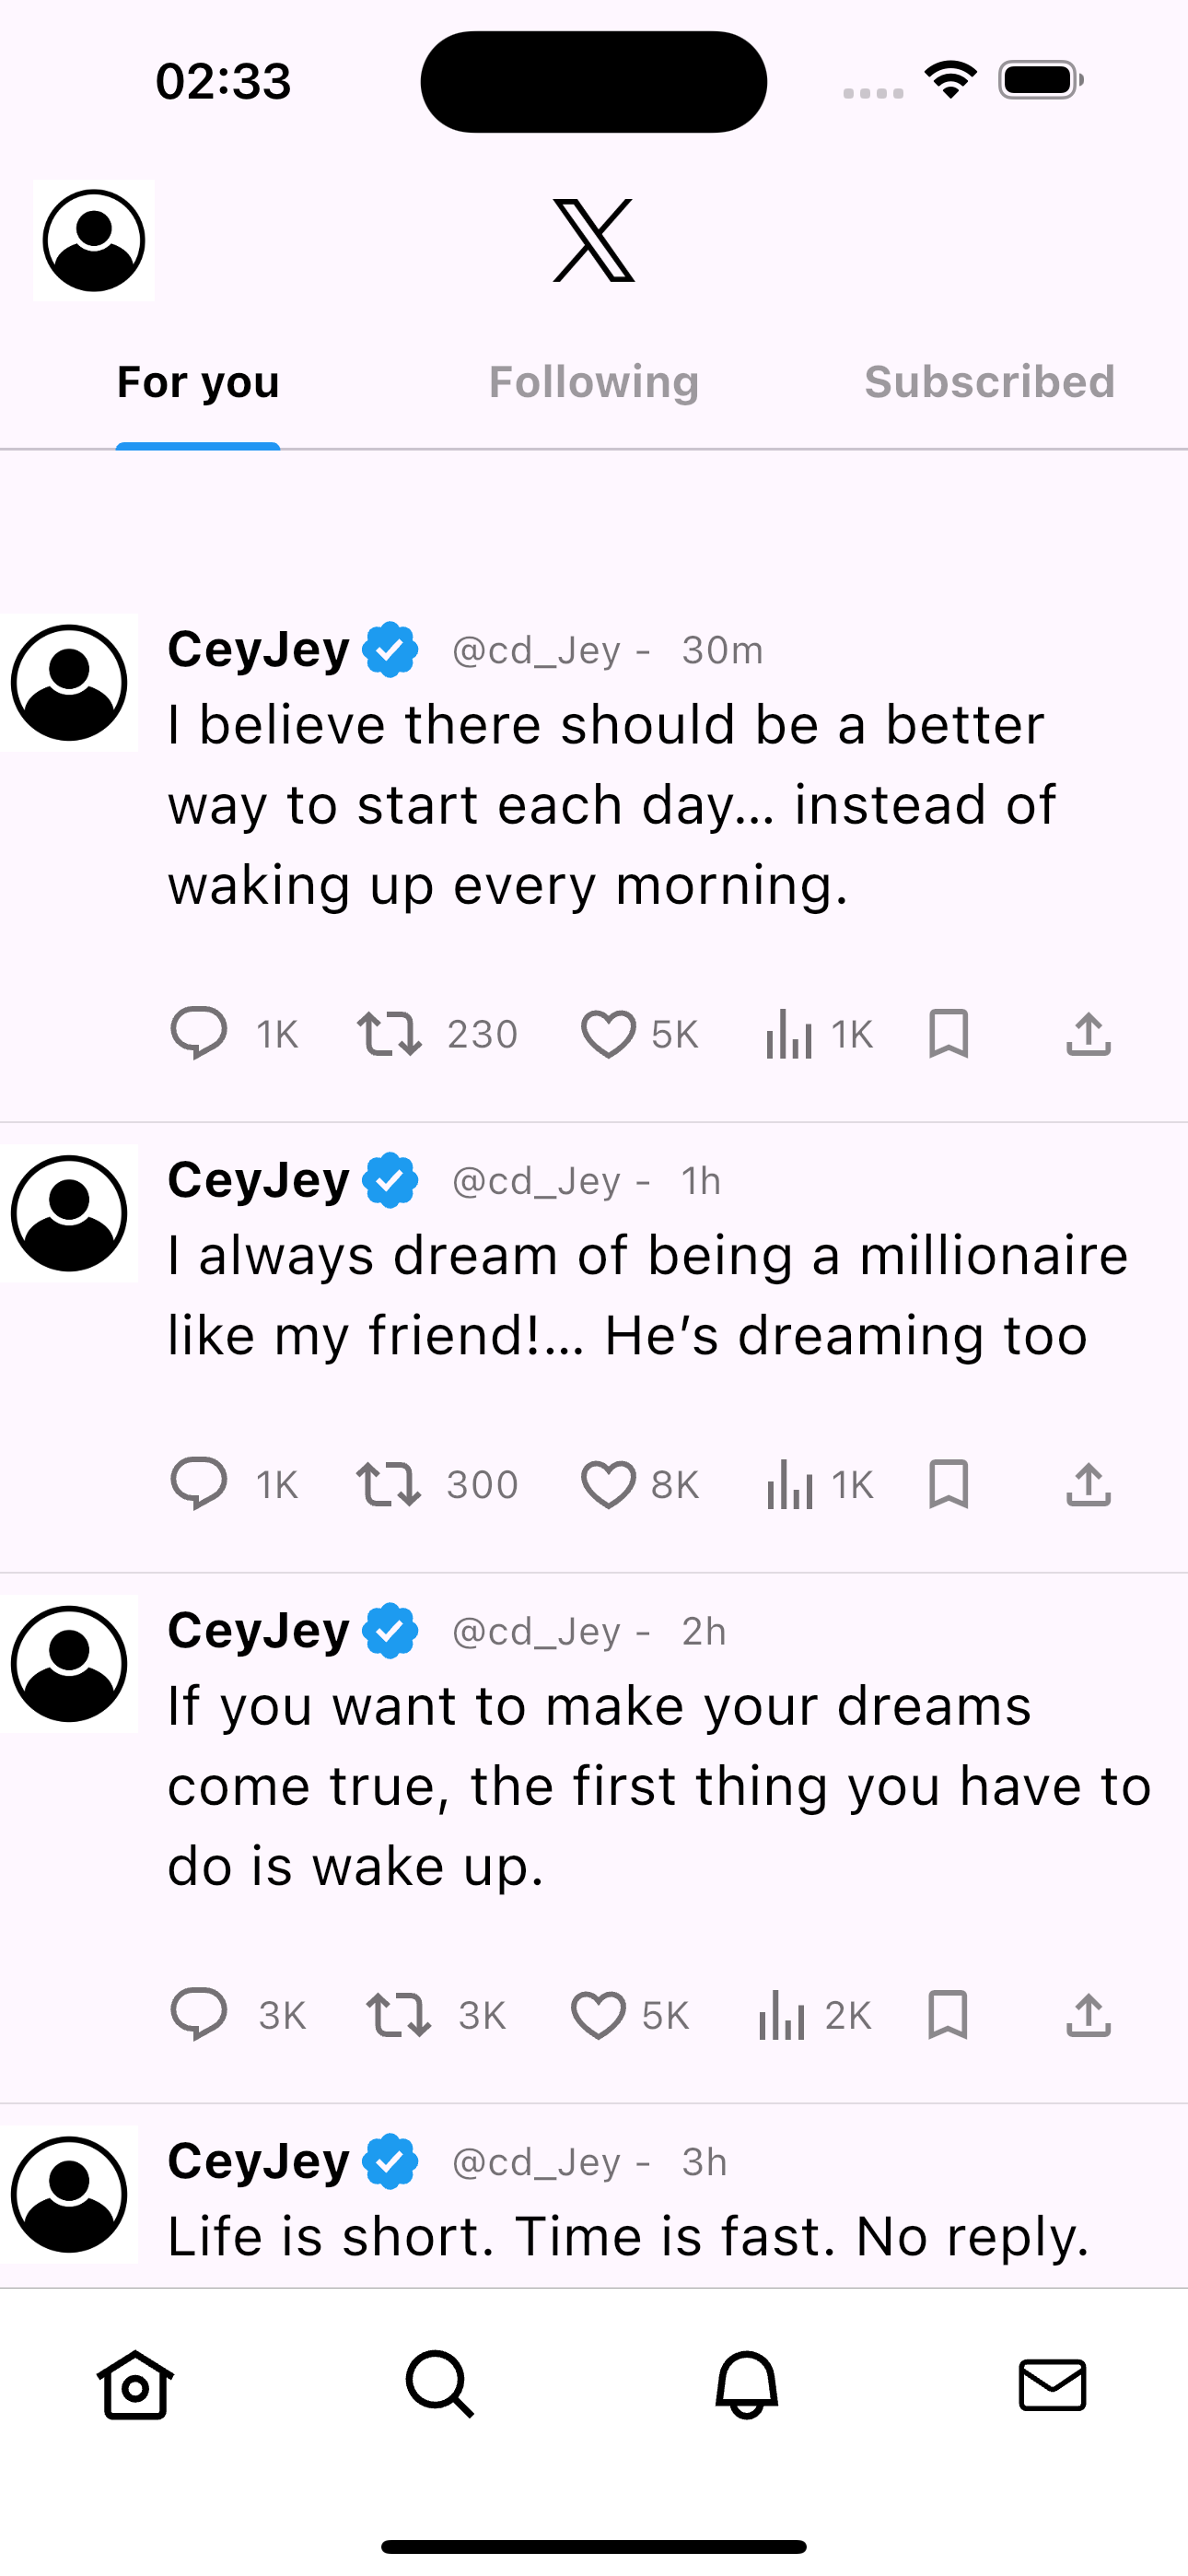 02:33
X
For you Following Subscribed
CeyJey @cd_Jey - 30m
I believe there should be a better
way to start each day... instead of
waking up every morning.
1K 230 5K 1K
CeyJey @cd_Jey - 1h
I always dream of being a millionaire
like my friend!... He’s dreaming too
1K 300 8K 1K
CeyJey @cd_Jey - 2h
If you want to make your dreams
come true, the first thing you have to
do is wake up.
3K 3K 5K 2K
CeyJey @cd_Jey - 3h
Life is short. Time is fast. No reply.